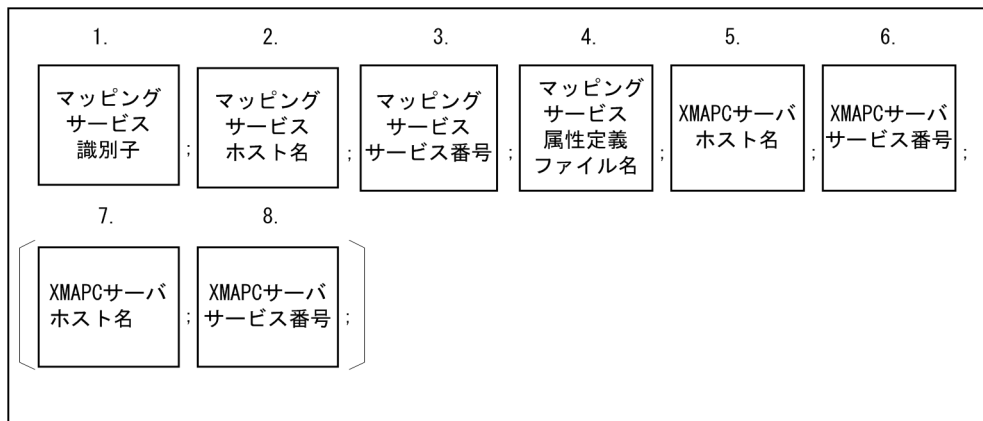 1. 2. 3. 4. 5. 6.
マッピング
サービス
識別子
;
マッピング
サービス
ホスト名
;
マッピング
サービス
サービス番号
;
マッピング
サービス
属性定義
ファイル名
;
XMAPCサーバ
ホスト名
;
XMAPCサーバ
サービス番号
;
7. 8.
XMAPCサーバ
ホスト名
;
XMAPCサーバ
サービス番号
;